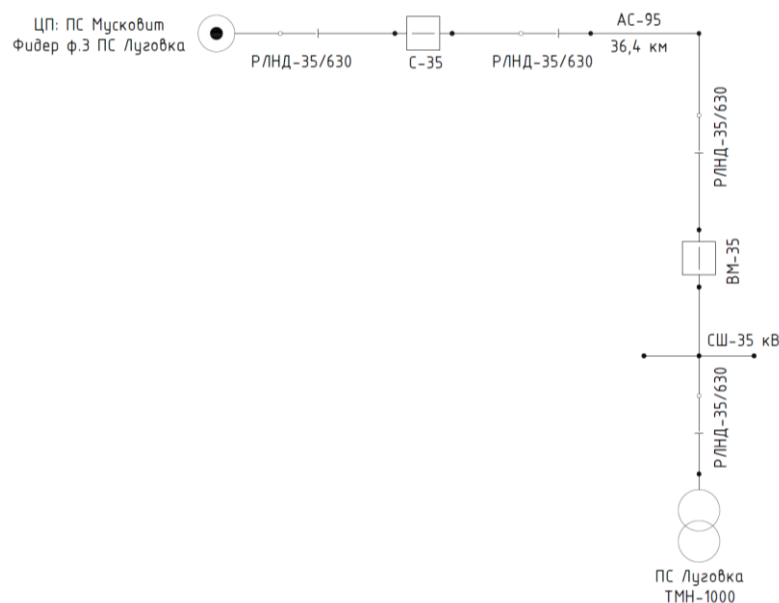 ЦП: ПС Мусковит
Фидер ф.3 ПС Луговка
РЛНД-35/630
С-35
РЛНД-35/630
АС-95
36,4 км
РЛНД-35/630
ВМ-35
СШ-35 кВ
РЛНД-35/630
ПС Луговка
ТМН-1000